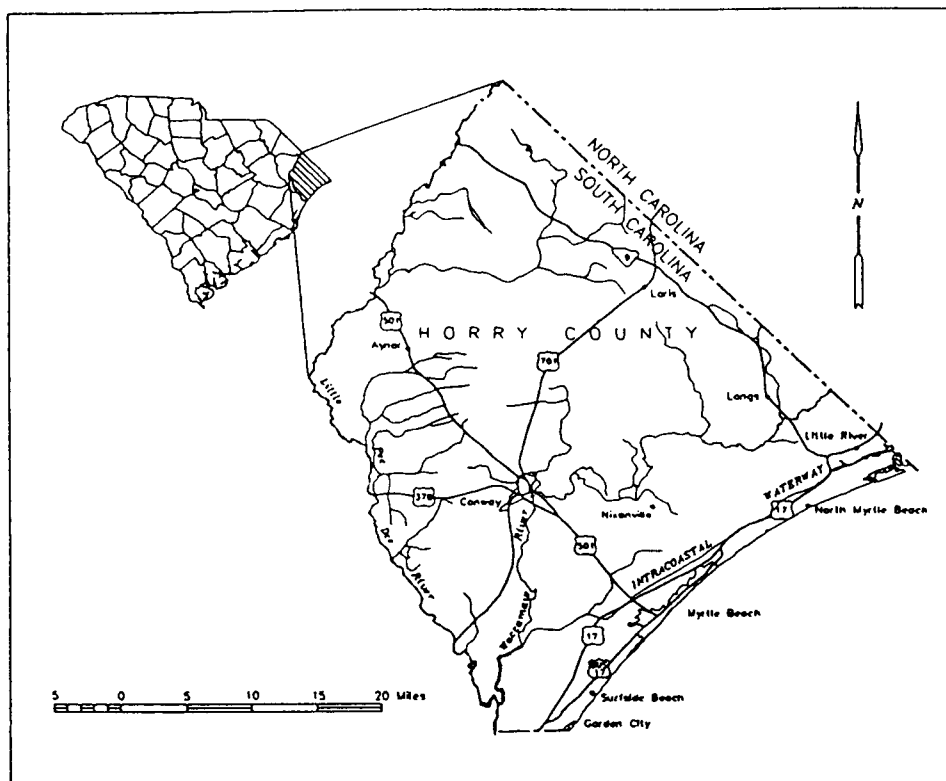 NORTH CAROLINA
SOUTH CAROLINA
N
9
Loris
501
Aynor
HORRY COUNTY
701
Little
Longs
Little River
Pee
Dee
River
378
Conway
River
Nixonville
WATERWAY
17
North Myrtle Beach
501
INTRACOASTAL
Myrtle Beach
Waccamaw
17
17
Surfside Beach
Garden City
5 0 5 10 15 20 Miles